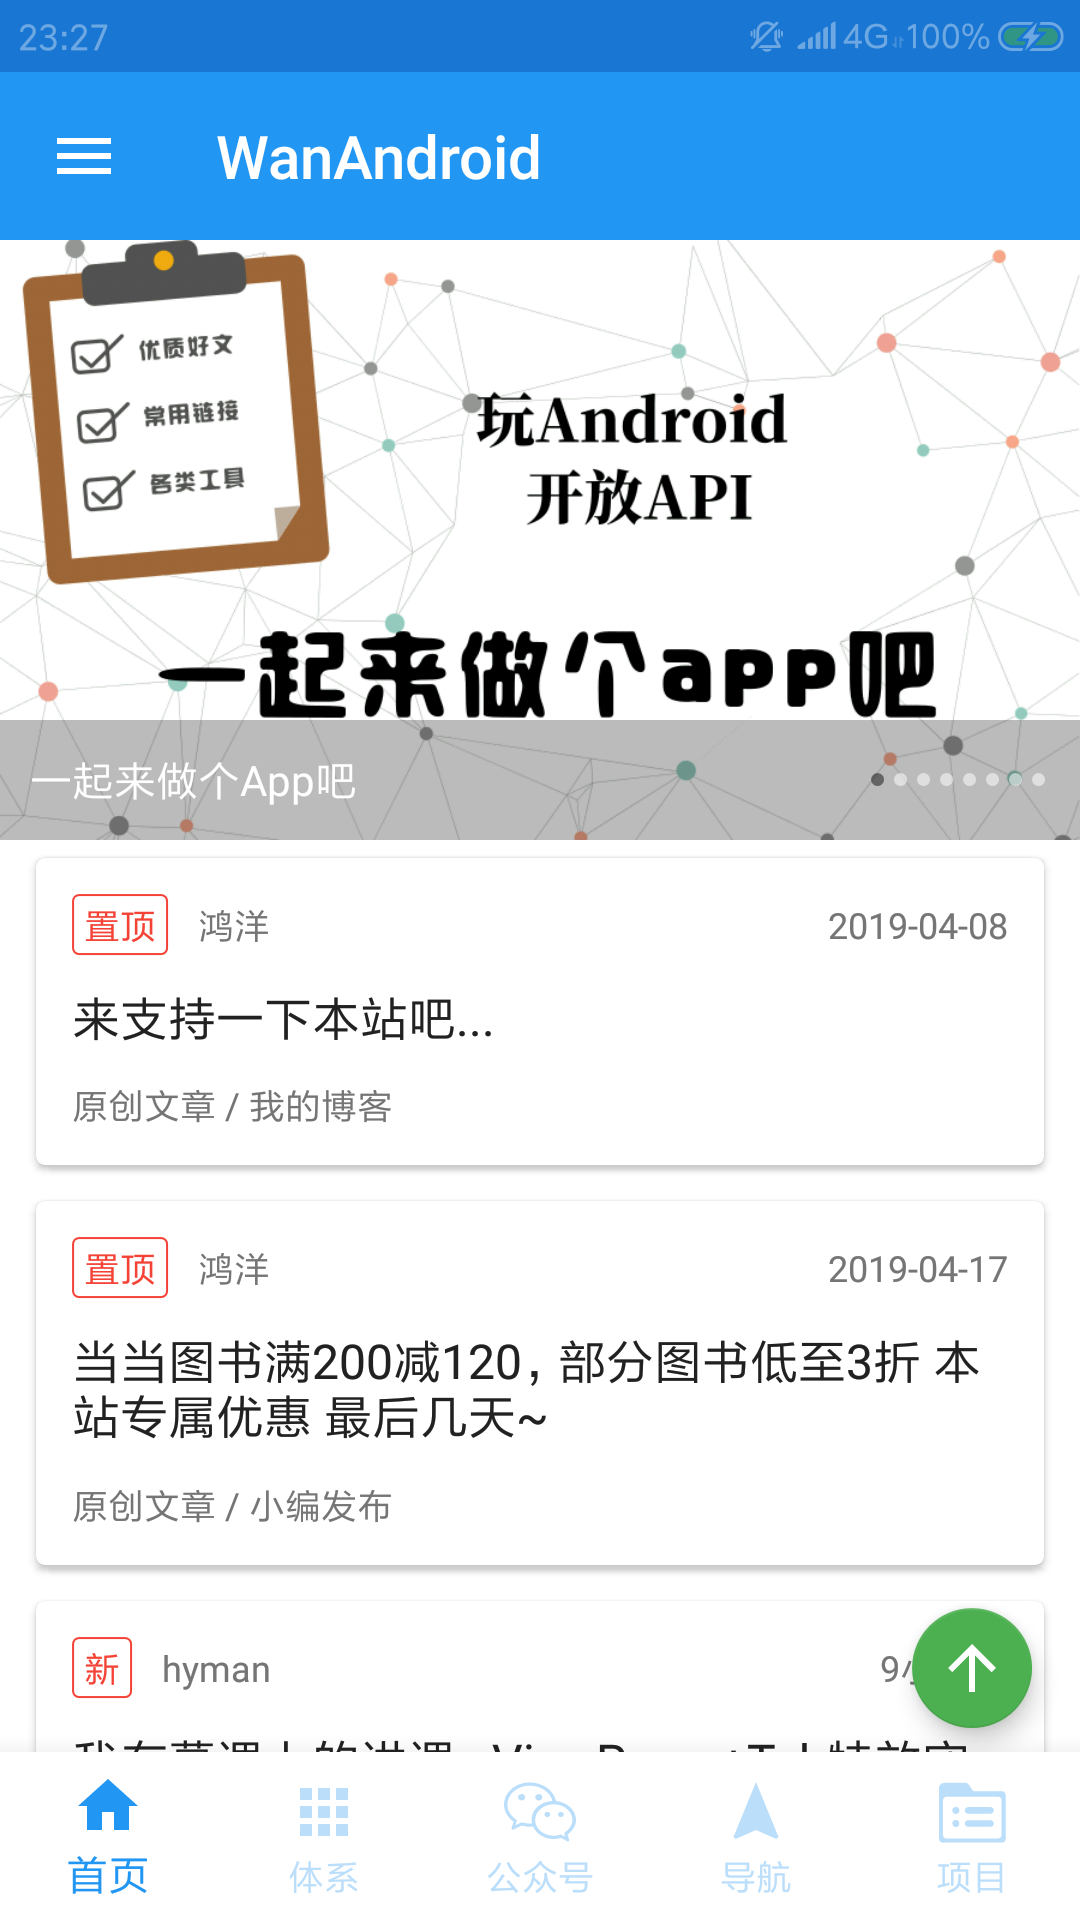 23:27
4G 100%
WanAndroid
优质好文
常用链接
各类工具
玩Android
开放API
一起来做个app吧
一起来做个App吧
置顶 鸿洋 2019-04-08
来支持一下本站吧...
原创文章 / 我的博客
置顶 鸿洋 2019-04-17
当当图书满200减120，部分图书低至3折 本
站专属优惠 最后几天~
原创文章 / 小编发布
新 hyman 9小
首页 体系 公众号 导航 项目